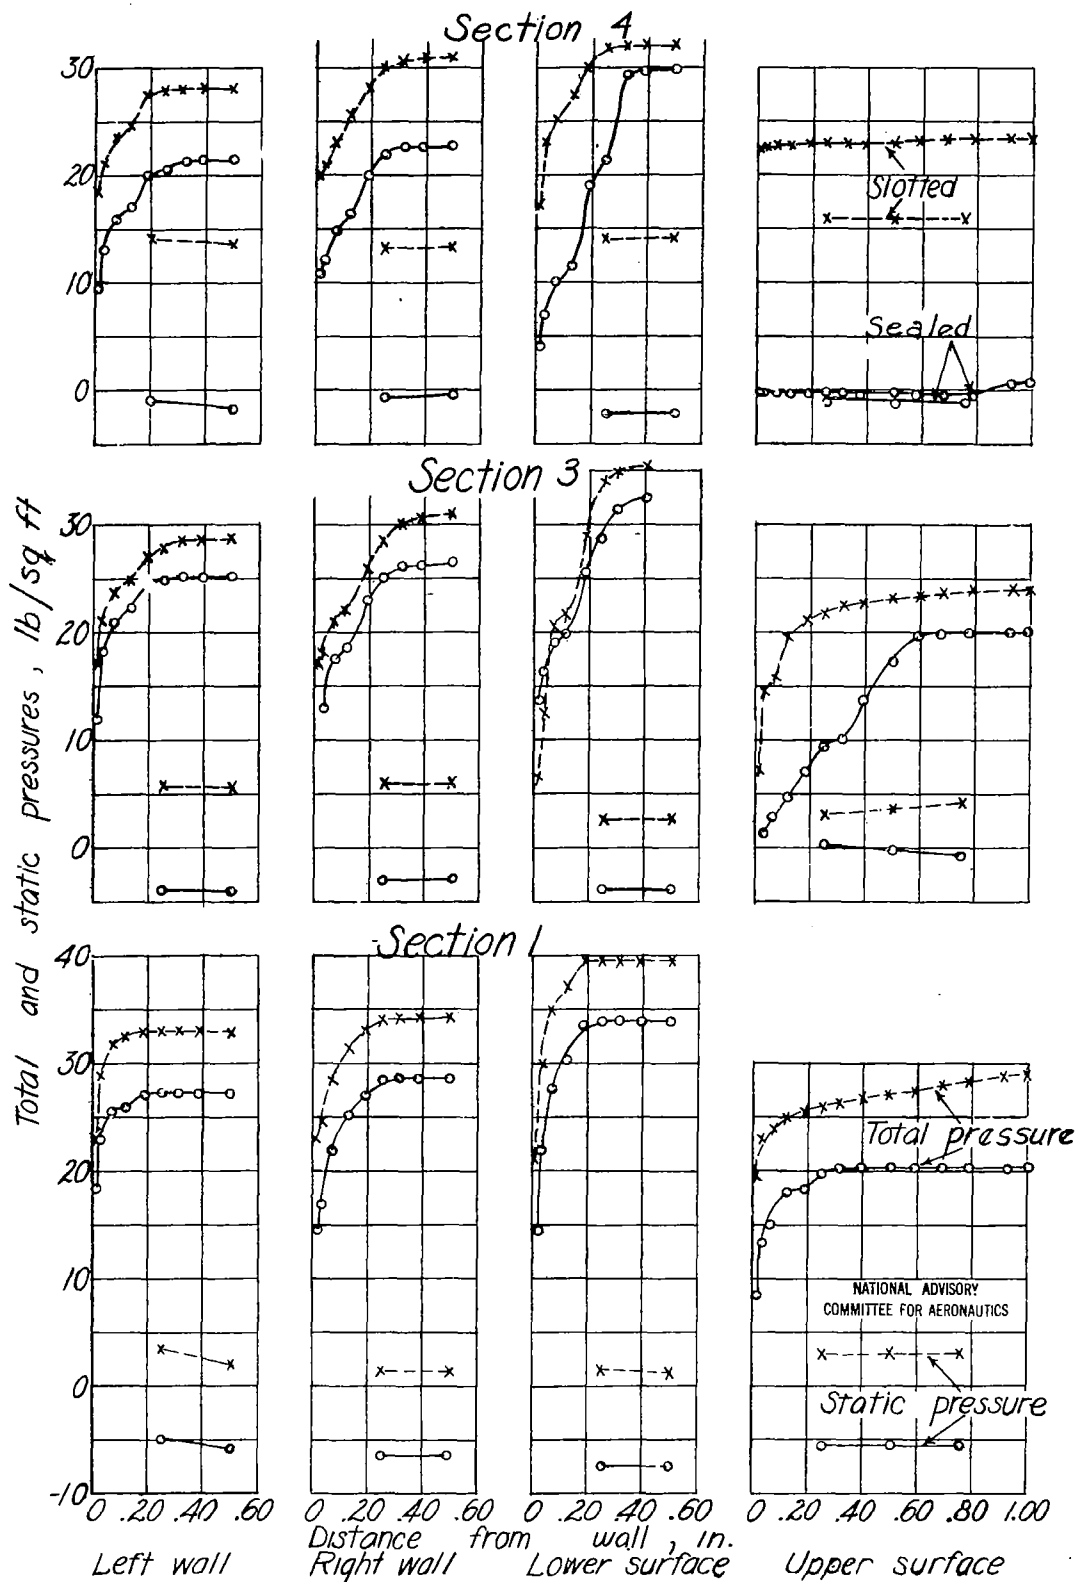 Section 4
30
20
10
0
Slotted
Sealed
Section 3
30
20
10
0
Total and static pressures, lb/sq ft
Section 1
40
30
20
10
0
-10
Total pressure
NATIONAL ADVISORY
COMMITTEE FOR AERONAUTICS
Static pressure
0 .20 .40 .60 0 .20 .40 .60 0 .20 .40 .60 0 .20 .40 .60 .80 1.00
Distance from wall, in.
Left wall Right wall Lower surface Upper surface